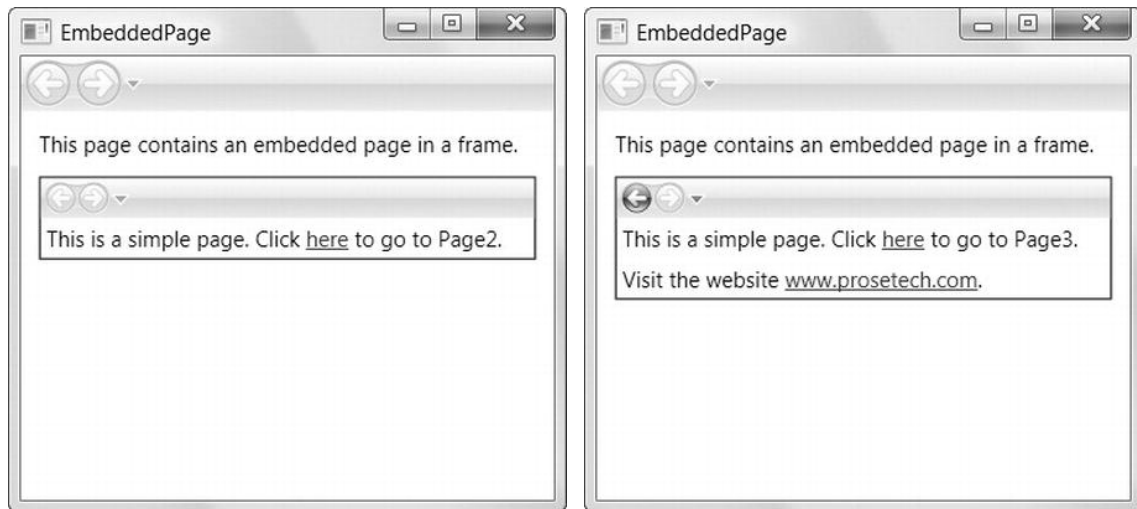 EmbeddedPage
This page contains an embedded page in a frame.
This is a simple page. Click here to go to Page2.
EmbeddedPage
This page contains an embedded page in a frame.
This is a simple page. Click here to go to Page3.
Visit the website www.prosetech.com.